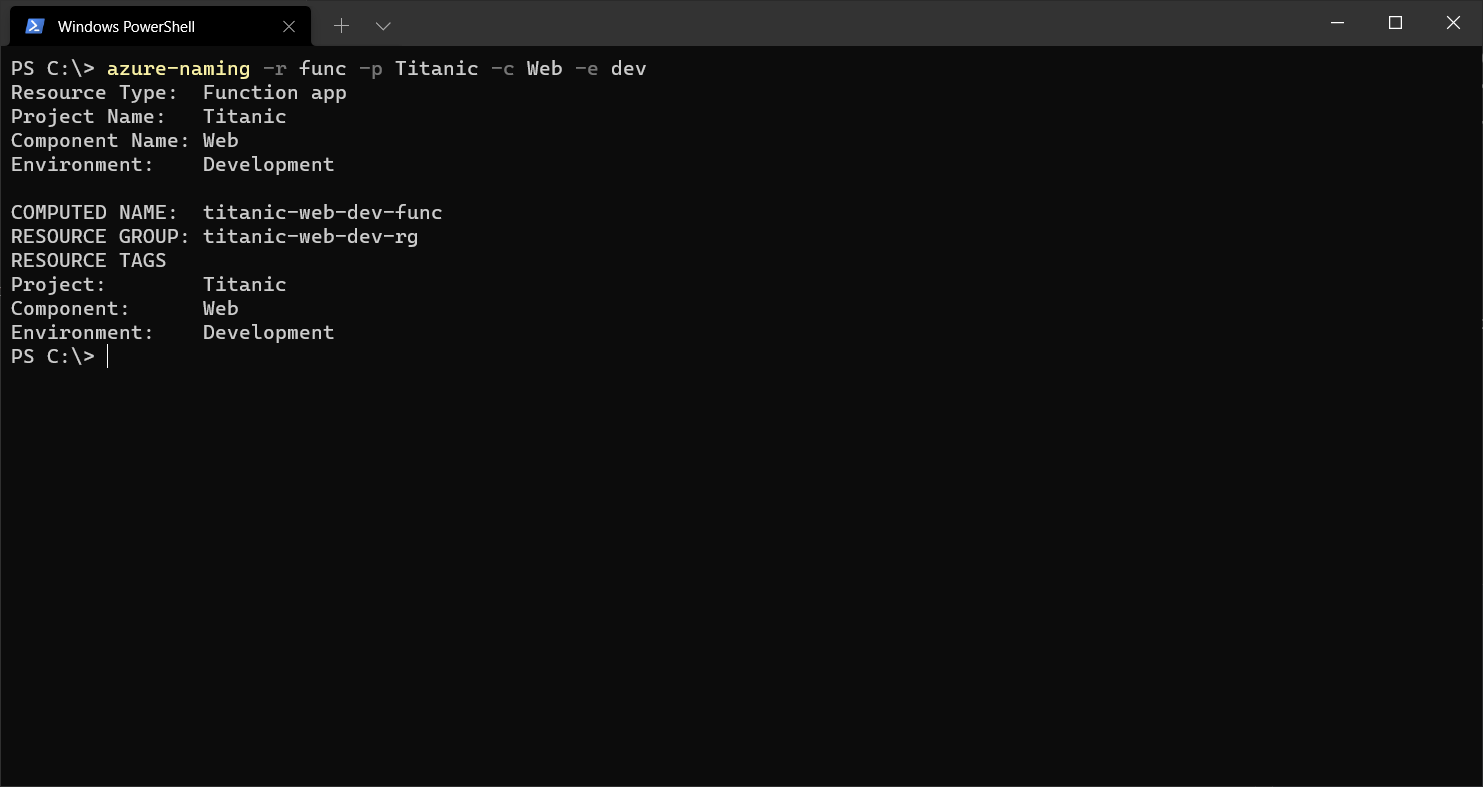 Windows PowerShell
PS C:\> azure-naming -r func -p Titanic -c Web -e dev
Resource Type:  Function app
Project Name:   Titanic
Component Name: Web
Environment:    Development
COMPUTED NAME:  titanic-web-dev-func
RESOURCE GROUP: titanic-web-dev-rg
RESOURCE TAGS
Project:        Titanic
Component:      Web
Environment:    Development
PS C:\>